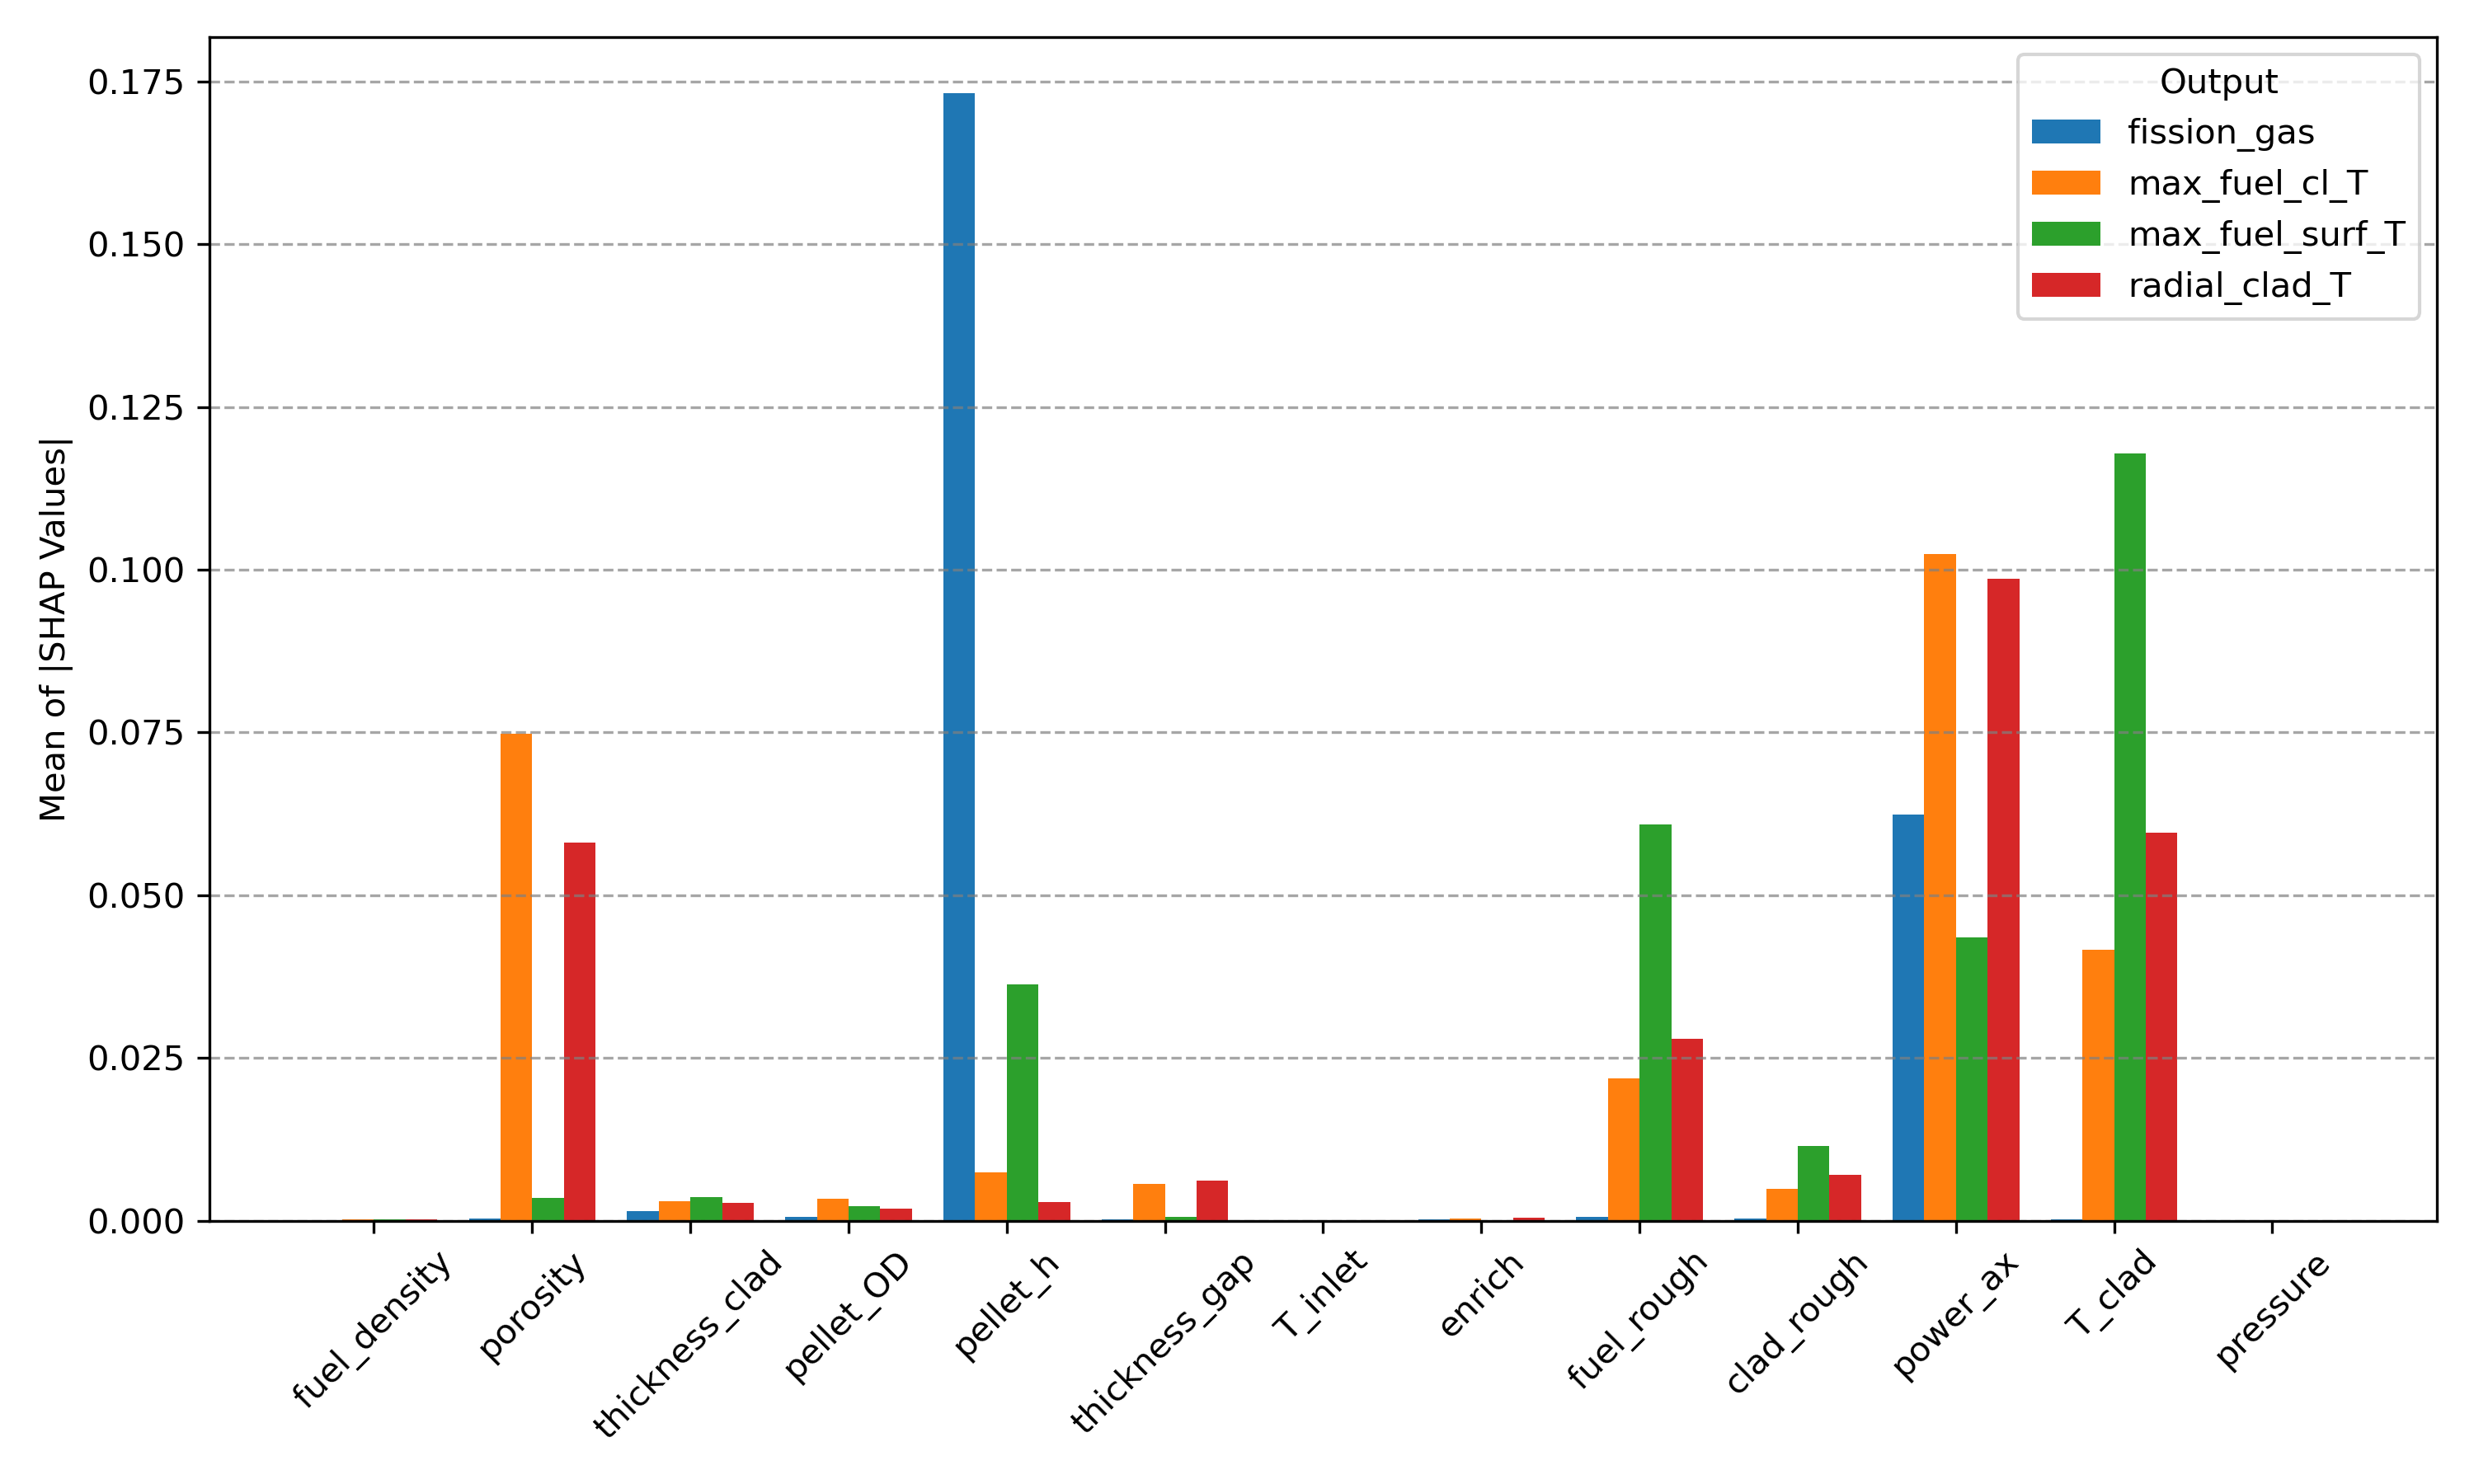 Output
fission_gas
max_fuel_cl_T
max_fuel_surf_T
radial_clad_T
Mean of |SHAP Values|
0.175
0.150
0.125
0.100
0.075
0.050
0.025
0.000
fuel_density
porosity
thickness_clad
pellet_OD
pellet_h
thickness_gap
T_inlet
enrich
fuel_rough
clad_rough
power_ax
T_clad
pressure